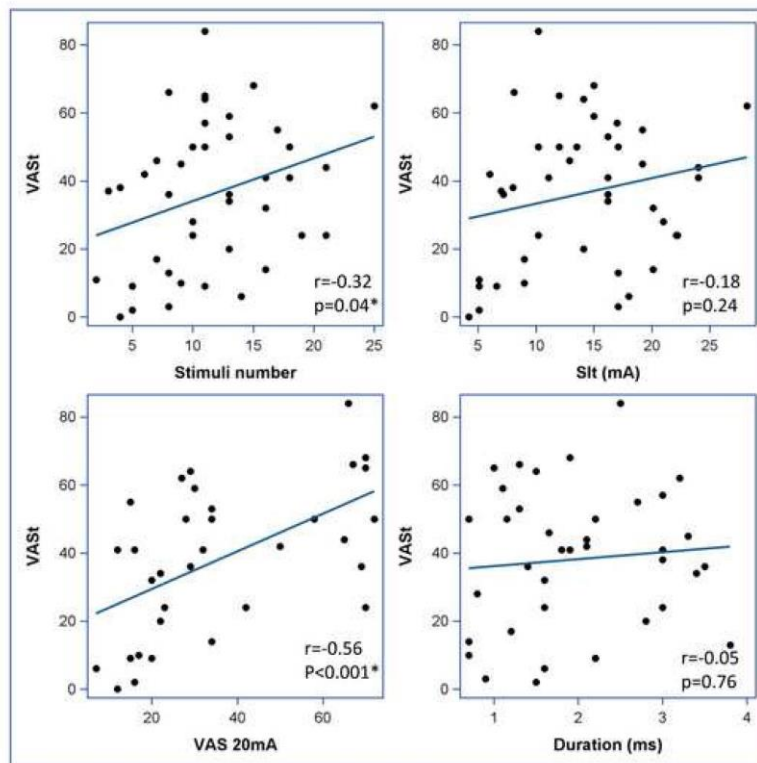 80
60
40
20
0
VASt
r=-0.32
p=0.04*
5 10 15 20 25
Stimuli number
80
60
40
20
0
VASt
r=-0.18
p=0.24
5 10 15 20 25
SIt (mA)
80
60
40
20
0
VASt
r=-0.56
P<0.001*
20 40 60
VAS 20mA
80
60
40
20
0
VASt
r=-0.05
p=0.76
1 2 3 4
Duration (ms)